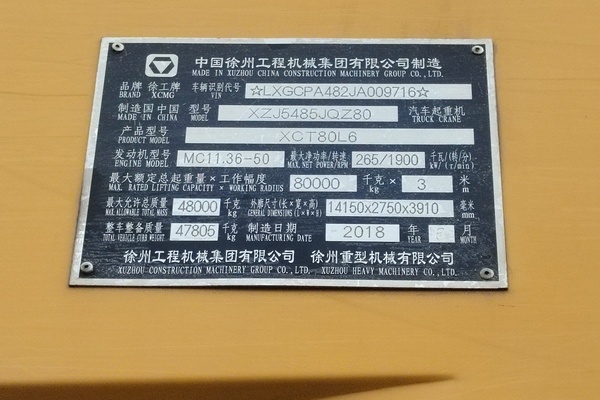 中国徐州工程机械集团有限公司制造
MADE IN XUZHOU CHINA CONSTRUCTION MACHINERY GROUP CO., LTD.
品牌 徐工牌 车辆识别代号 ☆LXGCPA482JA009716☆
BRAND XCMG VIN
制造国 中国 型号 XZJ5485JQZ80 汽车起重机
MADE IN CHINA MODEL TRUCK CRANE
产品型号 XCT80L6
PRODUCT MODEL
发动机型号 MC11.36-50 最大净功率/转速 265/1900 千瓦/(转/分)
ENGINE MODEL MAX. NET POWER/RPM kW/(r/min)
最大额定总起重量×工作幅度 80000 千克× 3 米
MAX. RATED LIFTING CAPACITY × WORKING RADIUS kg m
最大允许总质量 48000 千克 外廓尺寸(长×宽×高) 14150x2750x3910 毫米
MAX. ALLOWABLE TOTAL MASS kg GENERAL DIMENSIONS (L×W×H) mm
整车整备质量 47805 千克 制造日期 2018 年 月
TOTAL VEHICLE CURB WEIGHT kg MANUFACTURING DATE YEAR MONTH
徐州工程机械集团有限公司 徐州重型机械有限公司
XUZHOU CONSTRUCTION MACHINERY GROUP CO., LTD. XUZHOU HEAVY MACHINERY CO., LTD.